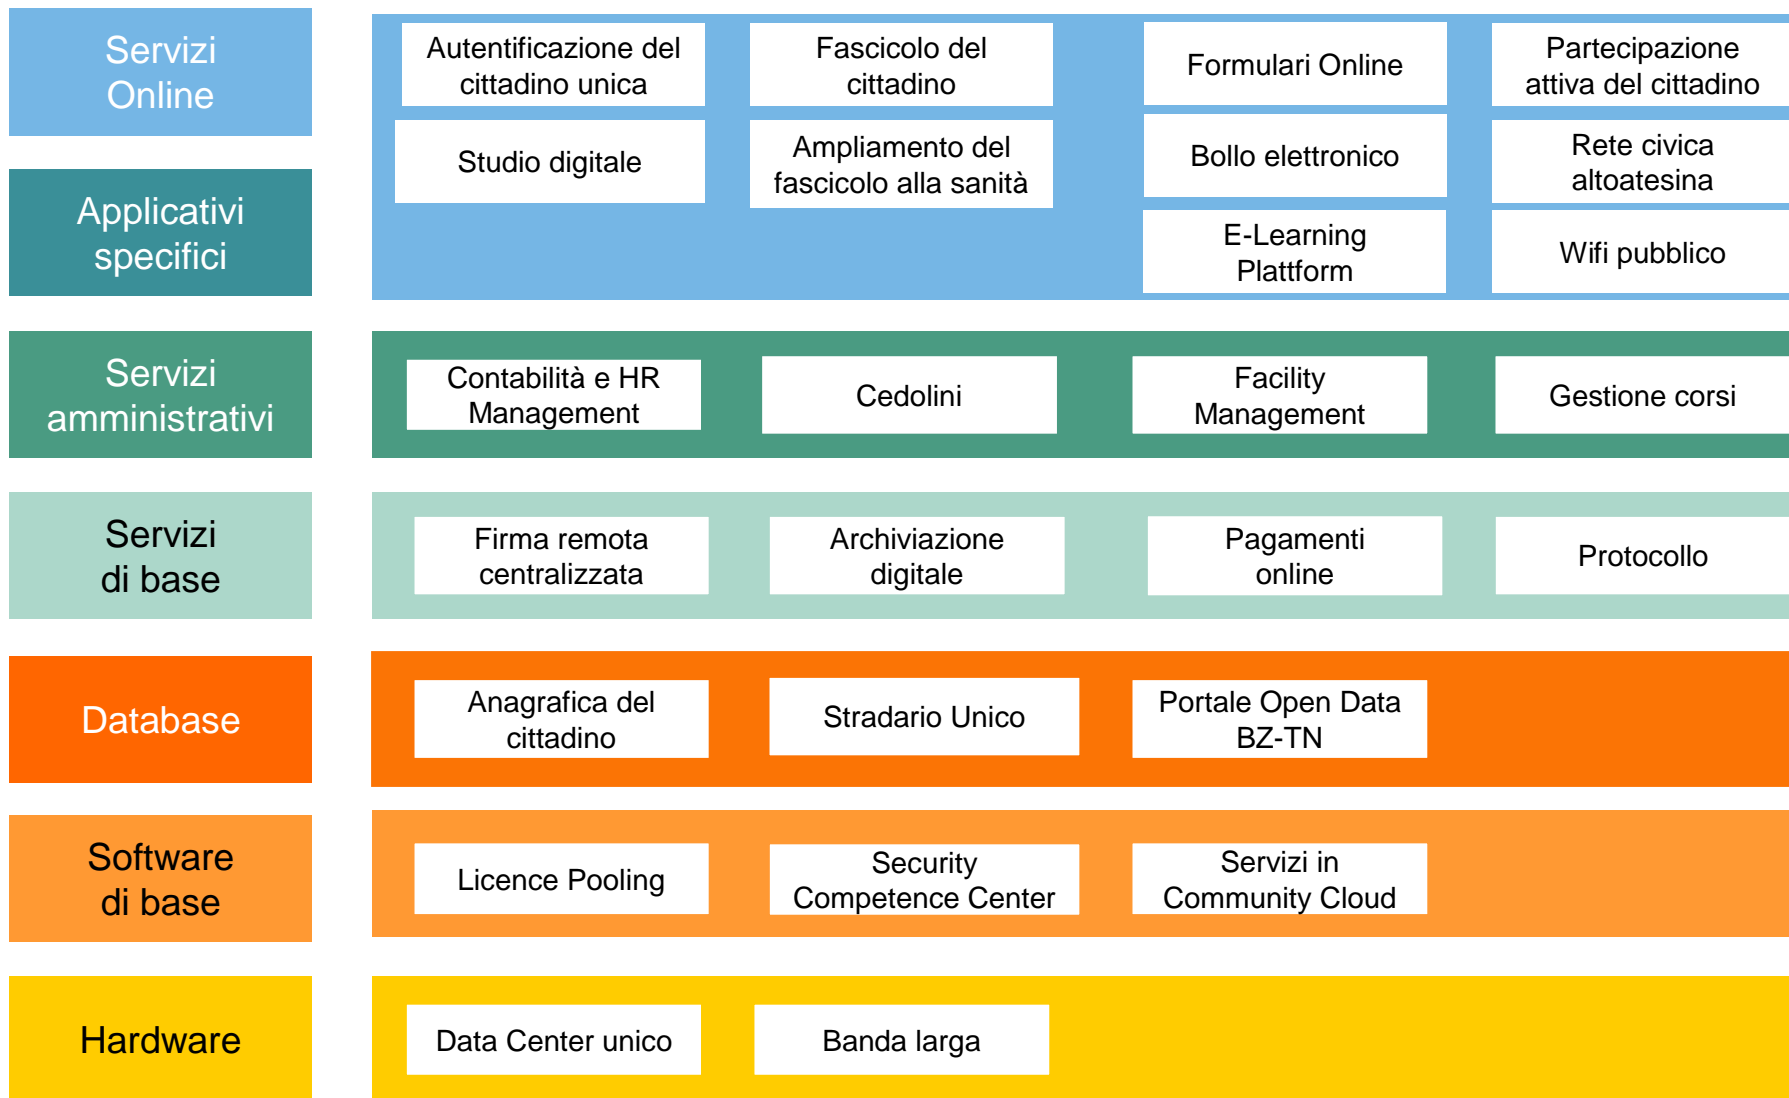 Servizi
Online
Autentificazione del
cittadino unica
Fascicolo del
cittadino
Formulari Online
Partecipazione
attiva del cittadino
Studio digitale
Ampliamento del
fascicolo alla sanità
Bollo elettronico
Rete civica
altoatesina
Applicativi
specifici
E-Learning
Plattform
Wifi pubblico
Servizi
amministrativi
Contabilità e HR
Management
Cedolini
Facility
Management
Gestione corsi
Servizi
di base
Firma remota
centralizzata
Archiviazione
digitale
Pagamenti
online
Protocollo
Database
Anagrafica del
cittadino
Stradario Unico
Portale Open Data
BZ-TN
Software
di base
Licence Pooling
Security
Competence Center
Servizi in
Community Cloud
Hardware
Data Center unico
Banda larga